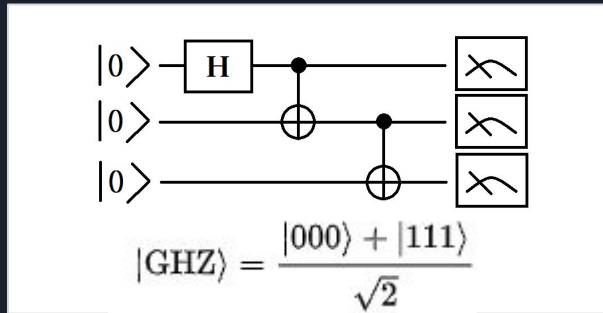 |0⟩ H
|0⟩
|0⟩
|GHZ⟩ = |000⟩ + |111⟩ / √2